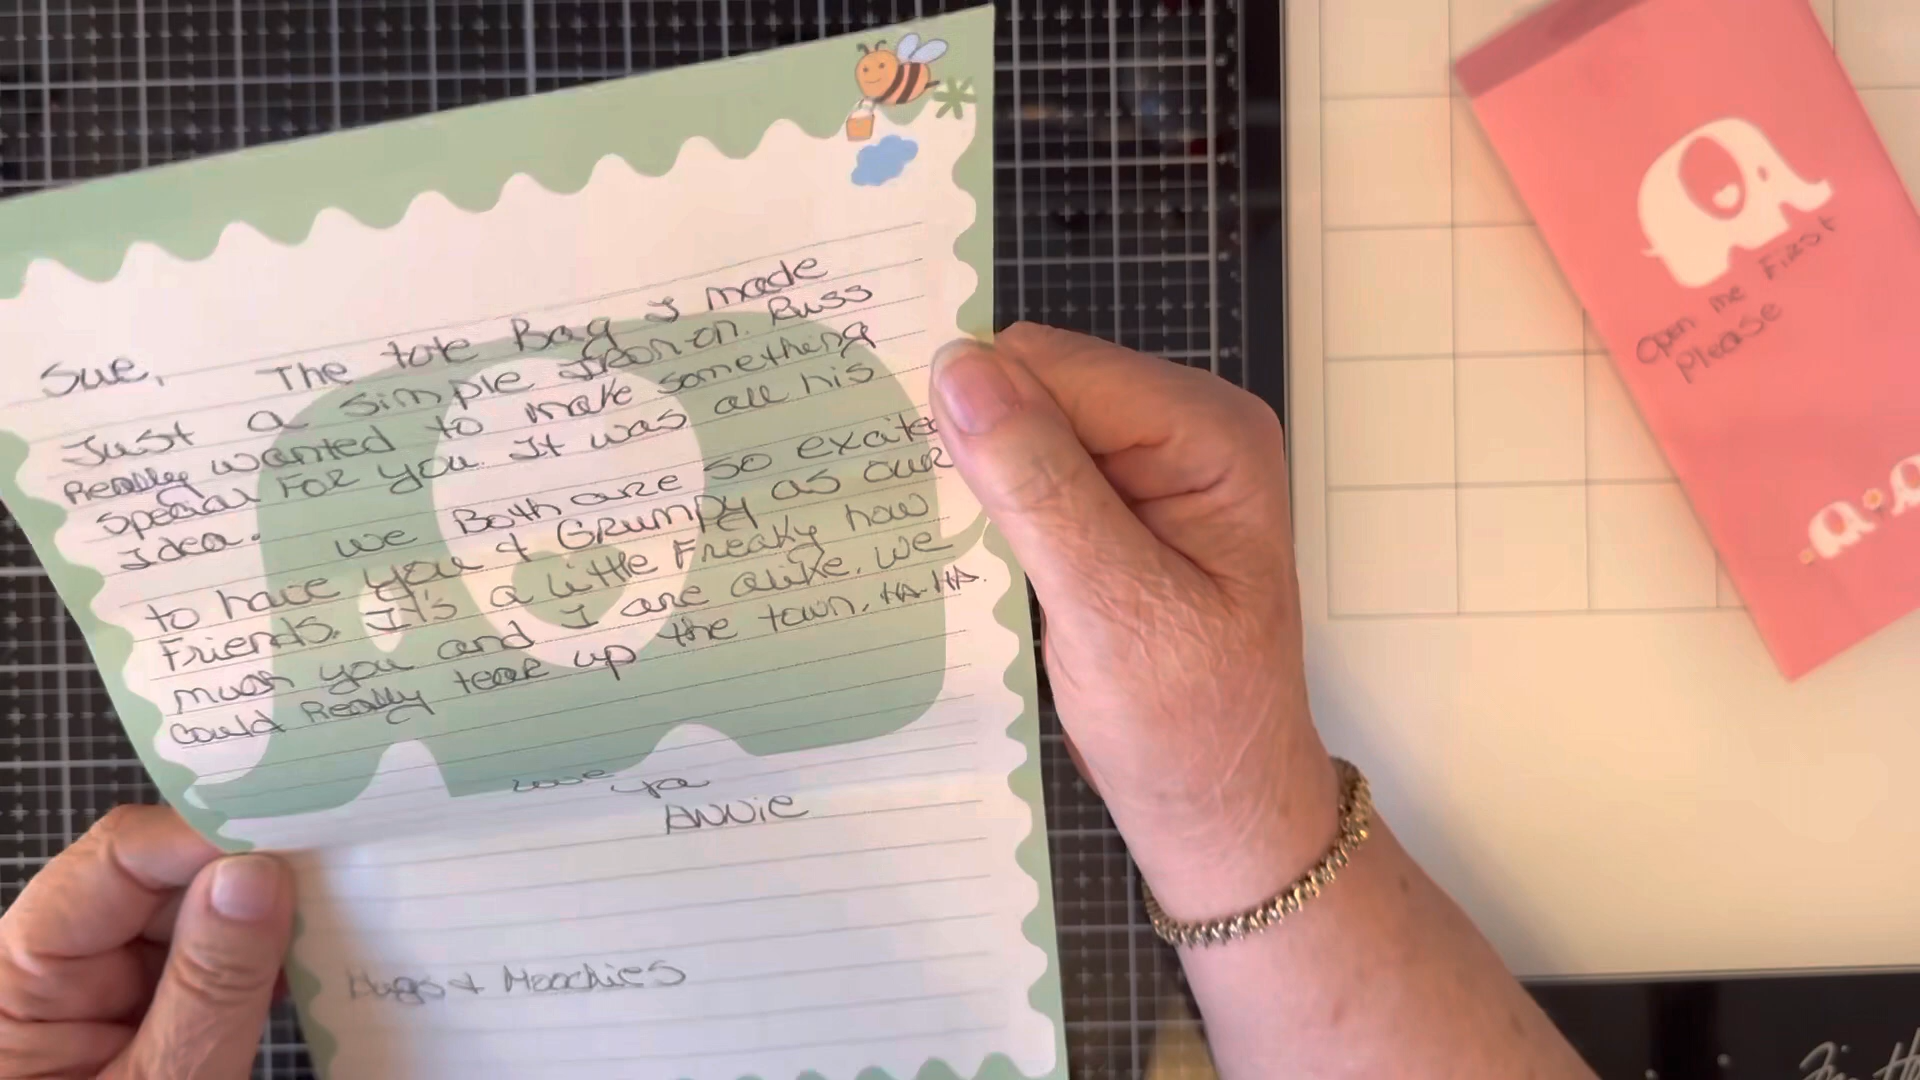 Sue, The tote Bag I made
Just a simple Iron-on. Russ
Really wanted to make something
special For you. It was all his
Idea.
we Both are so excited
to have you & Grumpy as our
Friends. It's a little Freaky how
much you and I are alike. we
could Really tear up the town. HA-HA.
Love ya
Annie
Hugs & Moochies
Open me First
please